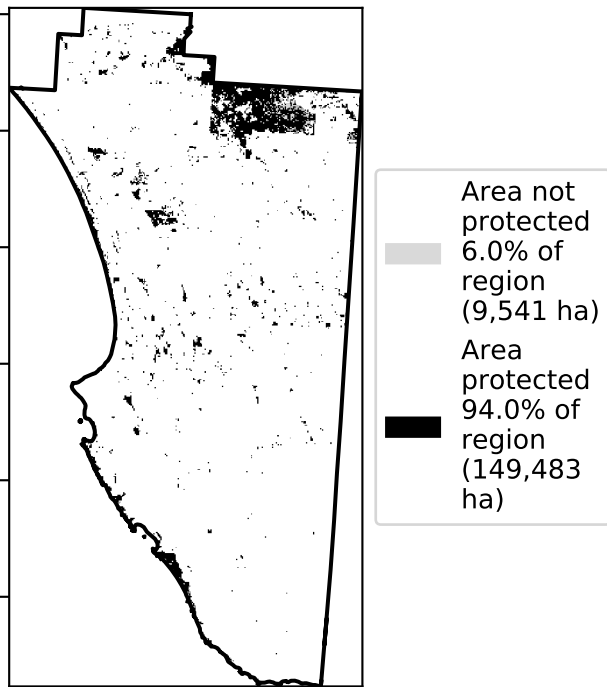 Area not
protected
6.0% of
region
(9,541 ha)
Area
protected
94.0% of
region
(149,483
ha)